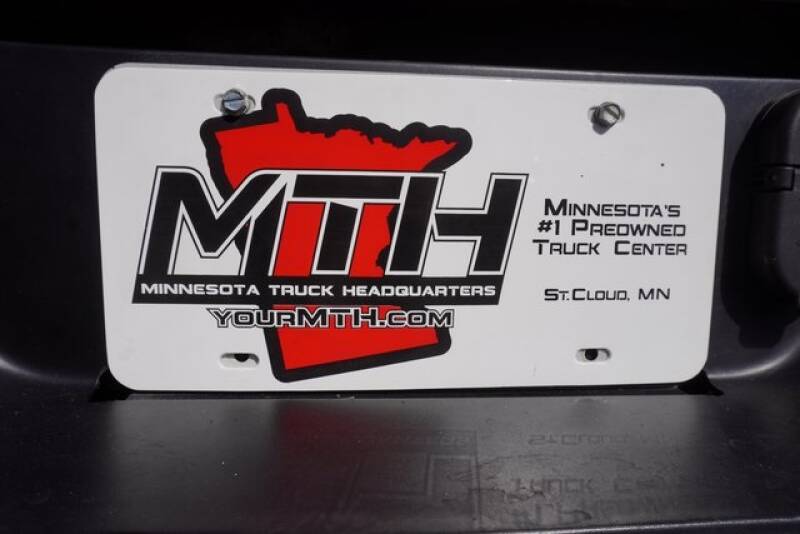 MTH
MINNESOTA TRUCK HEADQUARTERS
YOURMTH.COM
MINNESOTA'S
#1 PREOWNED
TRUCK CENTER
ST.CLOUD, MN